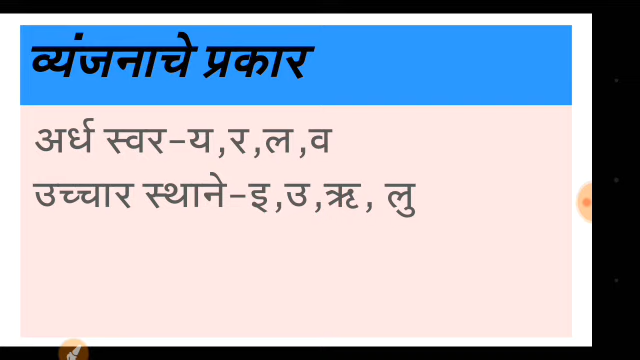 व्यंजनाचे प्रकार
अर्ध स्वर-य,र,ल,व
उच्चार स्थाने-इ,उ,ऋ, लु